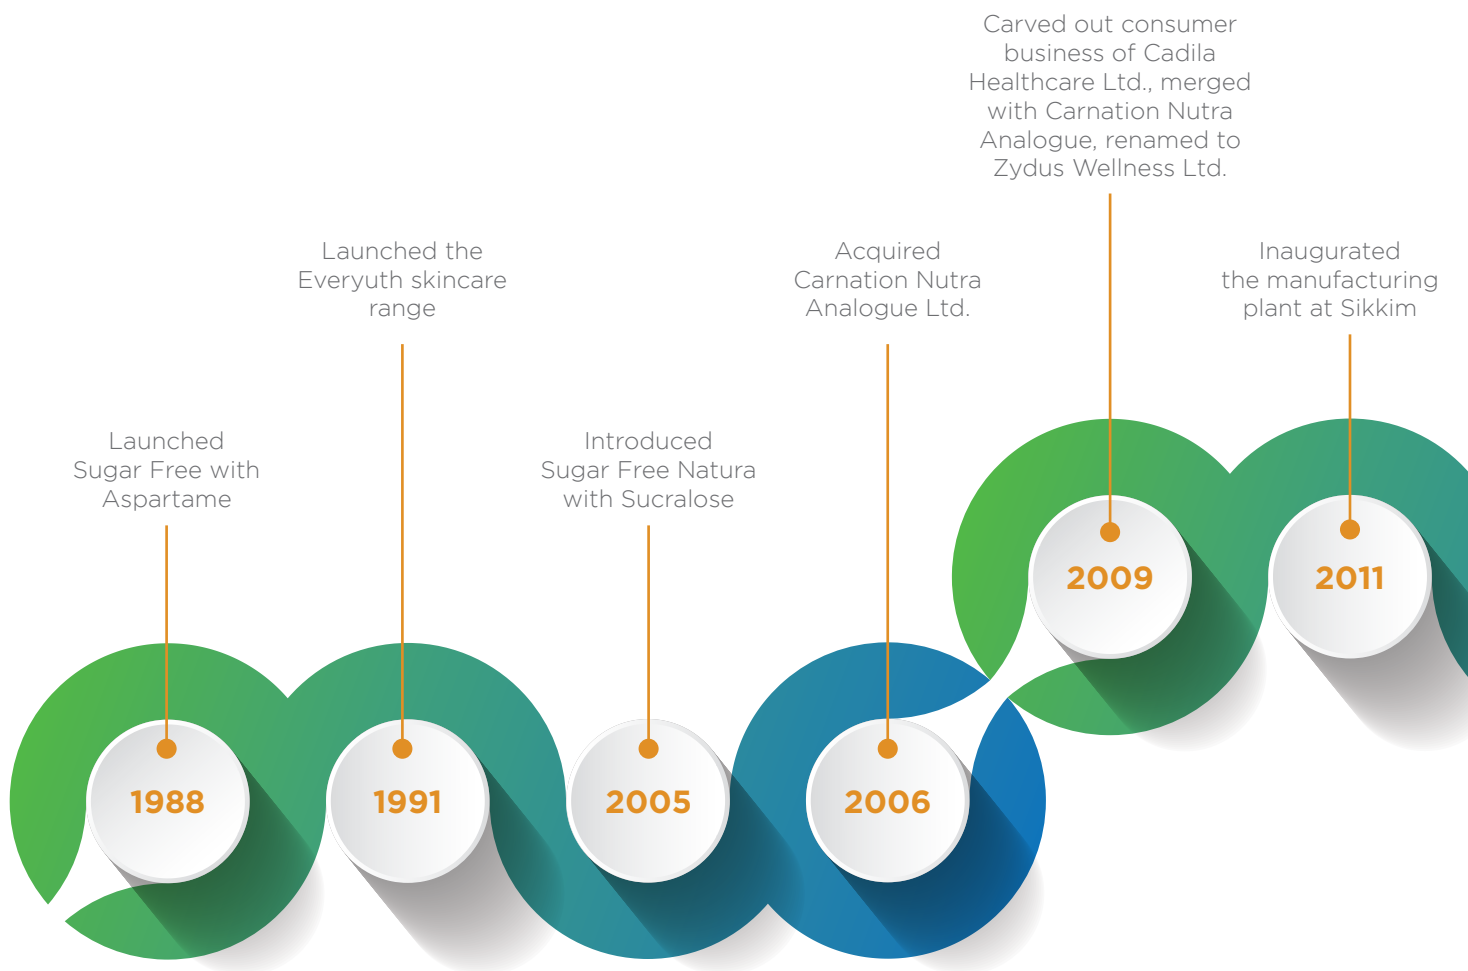 Launched
Sugar Free with
Aspartame
1988
Launched the
Everyuth skincare
range
1991
Introduced
Sugar Free Natura
with Sucralose
2005
Acquired
Carnation Nutra
Analogue Ltd.
2006
Carved out consumer
business of Cadila
Healthcare Ltd., merged
with Carnation Nutra
Analogue, renamed to
Zydus Wellness Ltd.
2009
Inaugurated
the manufacturing
plant at Sikkim
2011